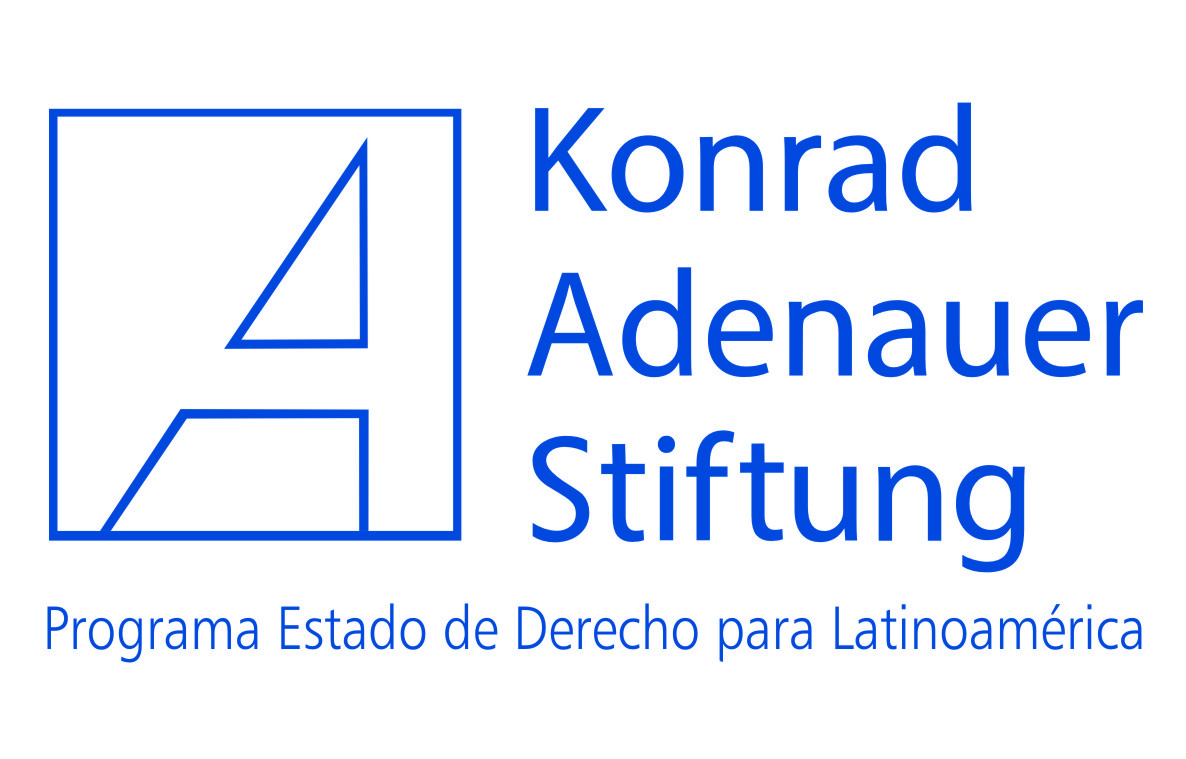 Konrad
Adenauer
Stiftung
Programa Estado de Derecho para Latinoamérica